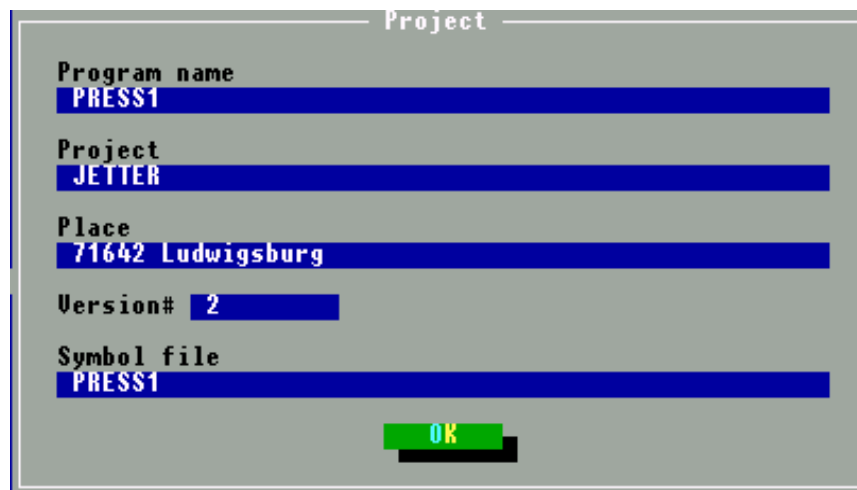 Project
Program name
PRESS1
Project
JETTER
Place
71642 Ludwigsburg
Version# 2
Symbol file
PRESS1
OK